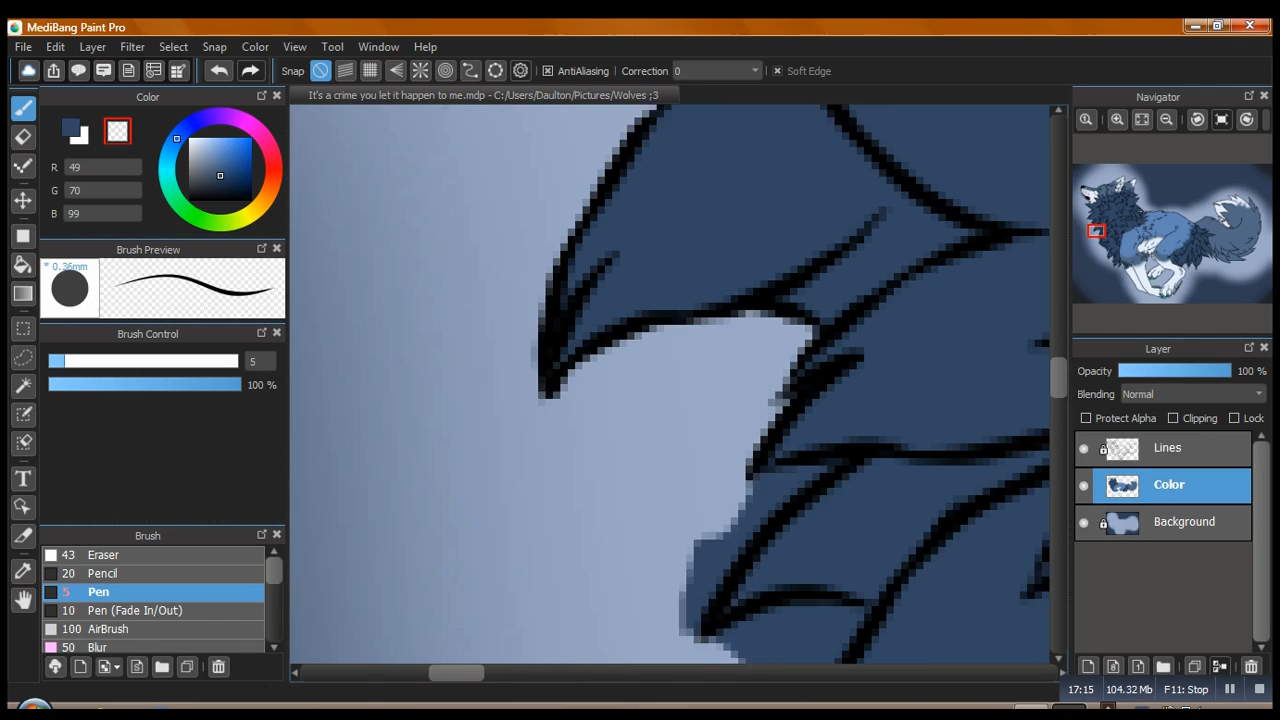 MediBang Paint Pro
File Edit Layer Filter Select Snap Color View Tool Window Help
Snap AntiAliasing Correction 0 Soft Edge
Color
It's a crime you let it happen to me.mdp - C:/Users/Daulton/Pictures/Wolves ;3
Navigator
R 49
G 70
B 99
Brush Preview
* 0.36mm
Brush Control
5
100 %
Layer
Opacity 100 %
Blending Normal
Protect Alpha Clipping Lock
Lines
Color
Background
Brush
43 Eraser
20 Pencil
5 Pen
10 Pen (Fade In/Out)
100 AirBrush
50 Blur
17:15 104.32 Mb F11: Stop